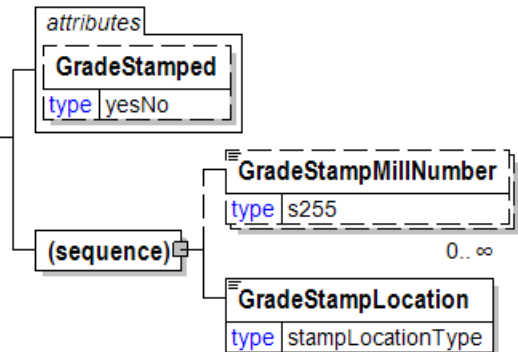 attributes
GradeStamped
type yesNo
GradeStampMillNumber
type s255
0.. ∞
(sequence)
GradeStampLocation
type stampLocationType